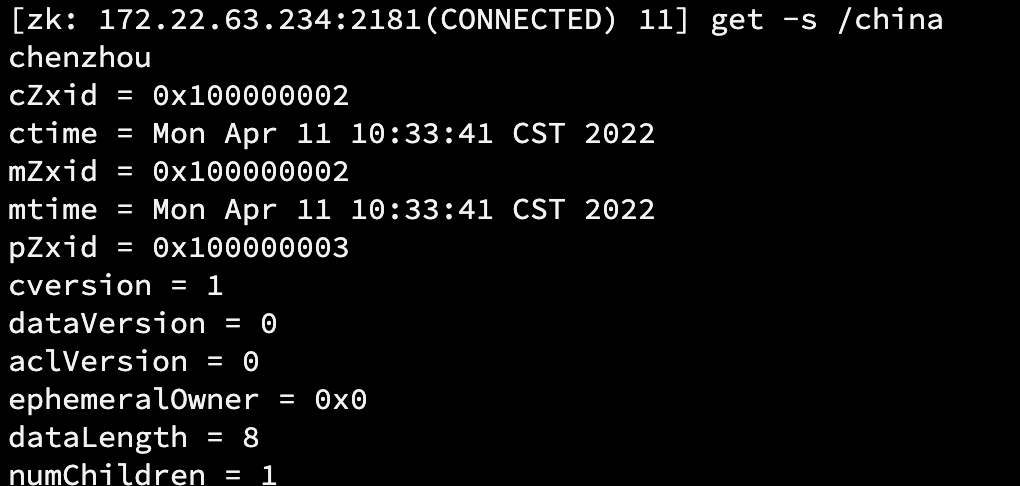 [zk: 172.22.63.234:2181(CONNECTED) 11] get -s /china
chenzhou
cZxid = 0x100000002
ctime = Mon Apr 11 10:33:41 CST 2022
mZxid = 0x100000002
mtime = Mon Apr 11 10:33:41 CST 2022
pZxid = 0x100000003
cversion = 1
dataVersion = 0
aclVersion = 0
ephemeralOwner = 0x0
dataLength = 8
numChildren = 1